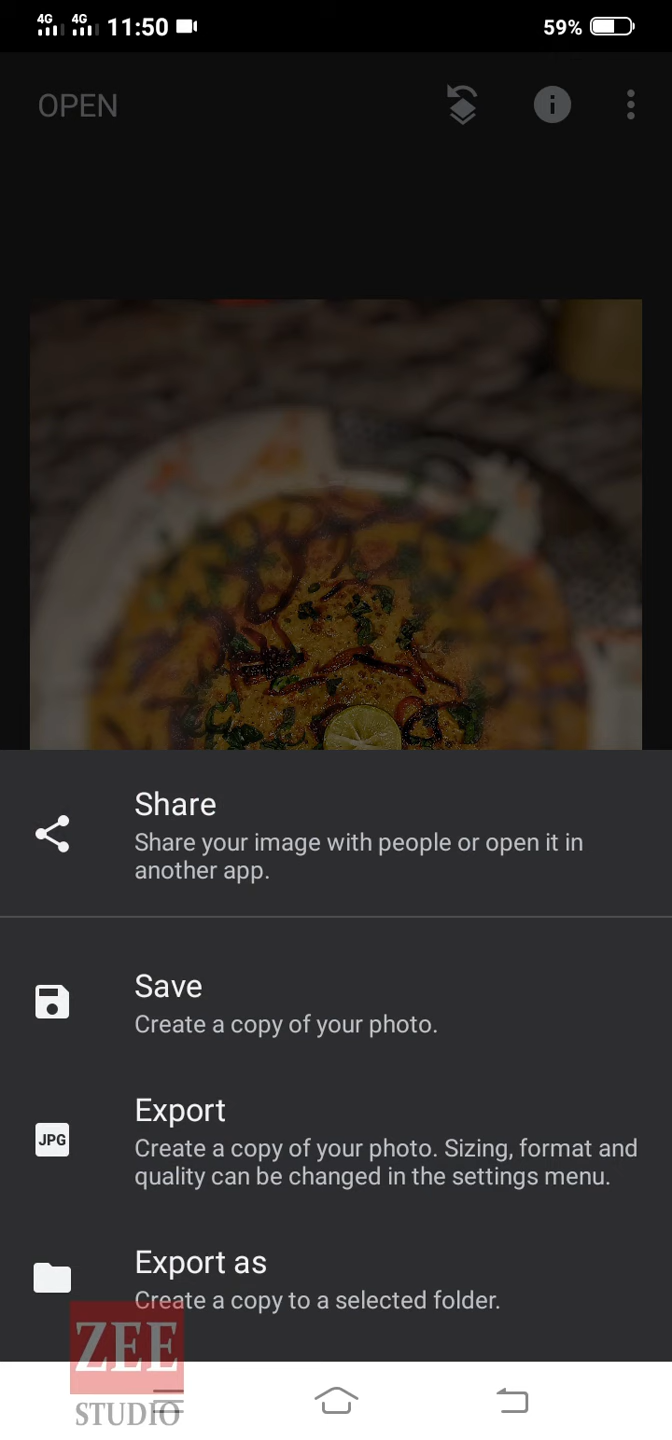 4G 4G 11:50 59%
OPEN
Share
Share your image with people or open it in
another app.
Save
Create a copy of your photo.
JPG
Export
Create a copy of your photo. Sizing, format and
quality can be changed in the settings menu.
Export as
Create a copy to a selected folder.
ZEE
STUDIO